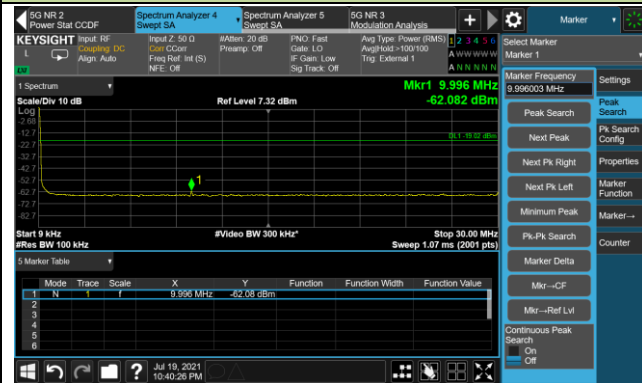 5G NR 2
Power Stat CCDF
Spectrum Analyzer 4
Swept SA
Spectrum Analyzer 5
Swept SA
5G NR 3
Modulation Analysis
Marker
KEYSIGHT
L
Input: RF
Coupling: DC
Align: Auto
Input Z: 50 Ω
Corr CCorr
Freq Ref: Int (S)
NFE: Off
#Atten: 20 dB
Preamp: Off
PNO: Fast
Gate: LO
IF Gain: Low
Sig Track: Off
Avg Type: Power (RMS)
Avg|Hold:>100/100
Trig: External 1
1 2 3 4 5 6
A W W W W W
A N N N N N
Select Marker
Marker 1
1 Spectrum
Mkr1 9.996 MHz
-62.082 dBm
Scale/Div 10 dB
Ref Level 7.32 dBm
Log
-2.68
-12.7
-22.7
-32.7
-42.7
-52.7
-62.7
-72.7
-82.7
DL1 -19.02 dBm
1
Start 9 kHz
#Video BW 300 kHz*
Stop 30.00 MHz
#Res BW 100 kHz
Sweep 1.07 ms (2001 pts)
5 Marker Table
Mode Trace Scale X Y Function Function Width Function Value
1 N 1 f 9.996 MHz -62.08 dBm
2
3
4
5
6
Marker Frequency
9.996003 MHz
Peak Search
Next Peak
Next Pk Right
Next Pk Left
Minimum Peak
Pk-Pk Search
Marker Delta
Mkr→CF
Mkr→Ref Lvl
Continuous Peak
Search
On
Off
Settings
Peak
Search
Pk Search
Config
Properties
Marker
Function
Marker→
Counter
Jul 19, 2021
10:40:26 PM